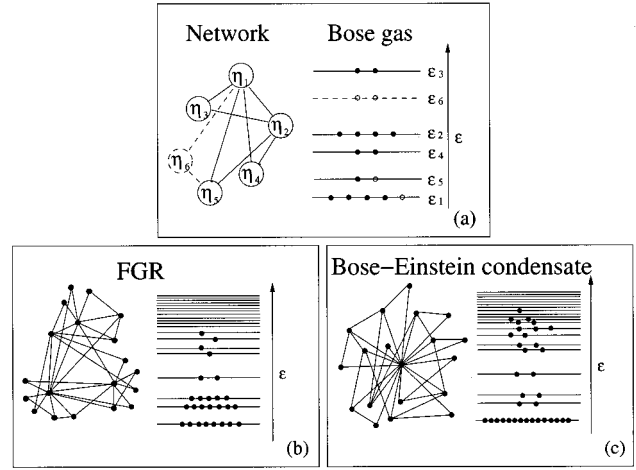 Network
Bose gas
η1
η3
η2
η6
η5
η4
ε3
ε6
ε2
ε4
ε5
ε1
ε
(a)
FGR
ε
(b)
Bose–Einstein condensate
ε
(c)